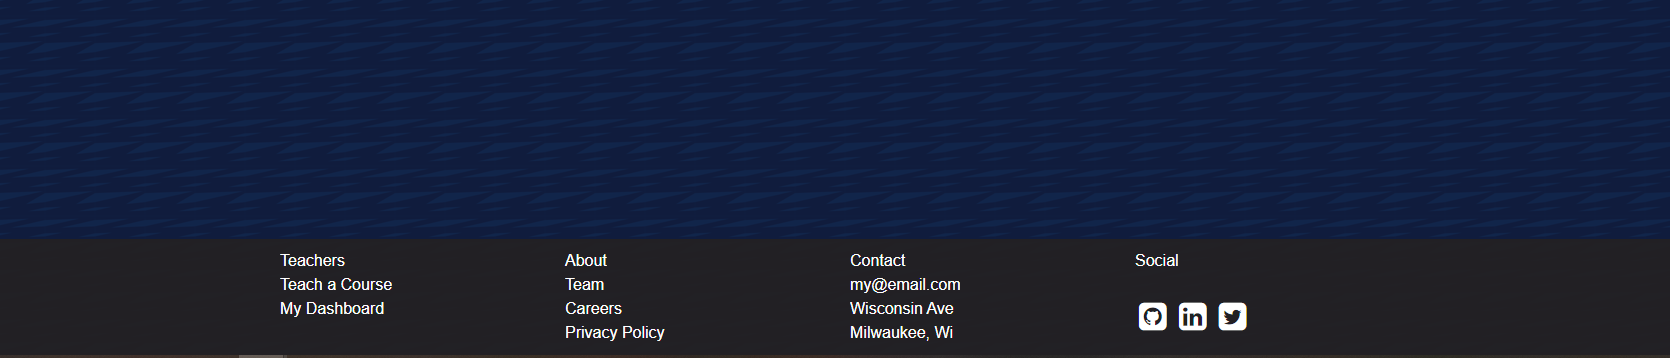 Teachers
Teach a Course
My Dashboard
About
Team
Careers
Privacy Policy
Contact
my@email.com
Wisconsin Ave
Milwaukee, Wi
Social
in